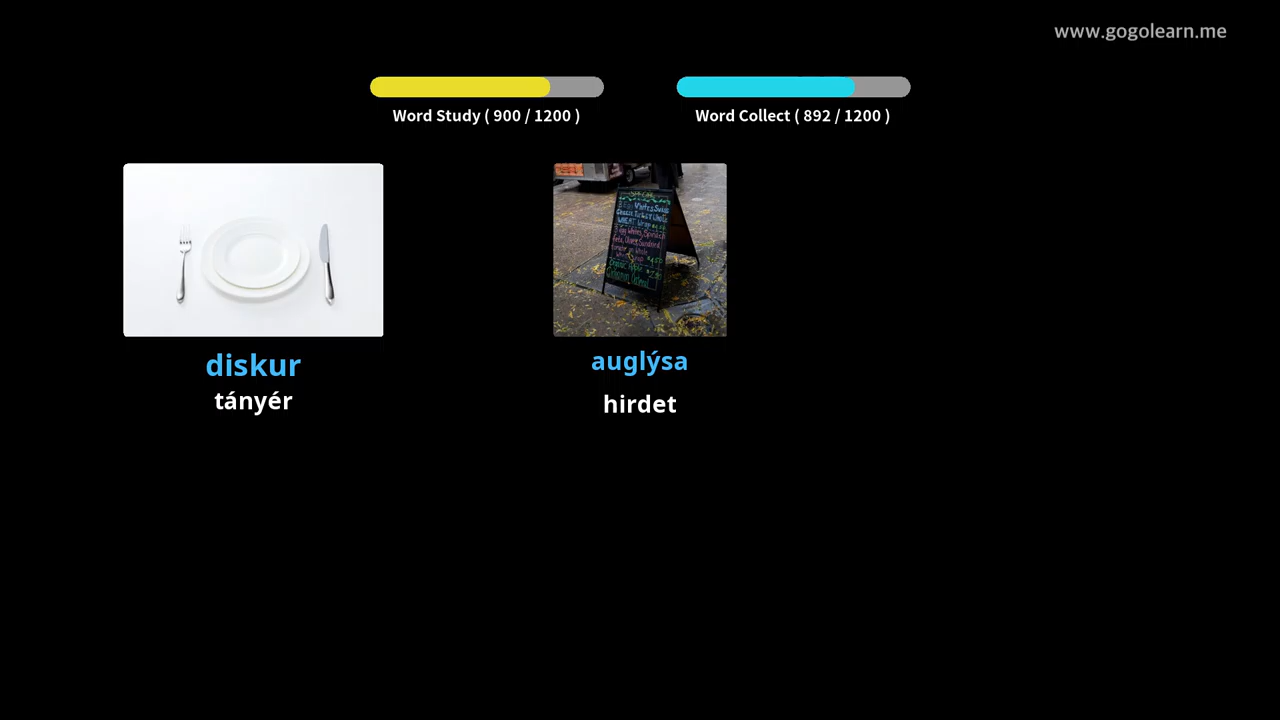 www.gogolearn.me
Word Study ( 900 / 1200 )
Word Collect ( 892 / 1200 )
diskur
tányér
auglýsa
hirdet